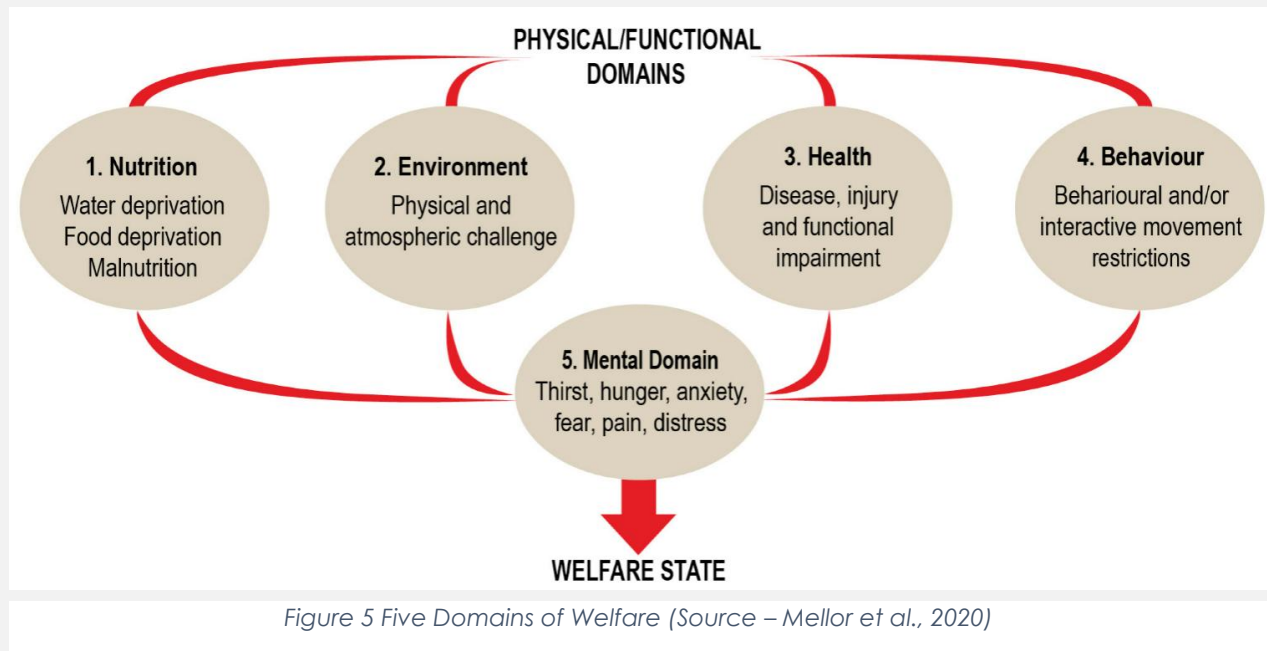 PHYSICAL/FUNCTIONAL
DOMAINS
1. Nutrition
Water deprivation
Food deprivation
Malnutrition
2. Environment
Physical and
atmospheric challenge
3. Health
Disease, injury
and functional
impairment
4. Behaviour
Beharioural and/or
interactive movement
restrictions
5. Mental Domain
Thirst, hunger, anxiety,
fear, pain, distress
WELFARE STATE
Figure 5 Five Domains of Welfare (Source – Mellor et al., 2020)